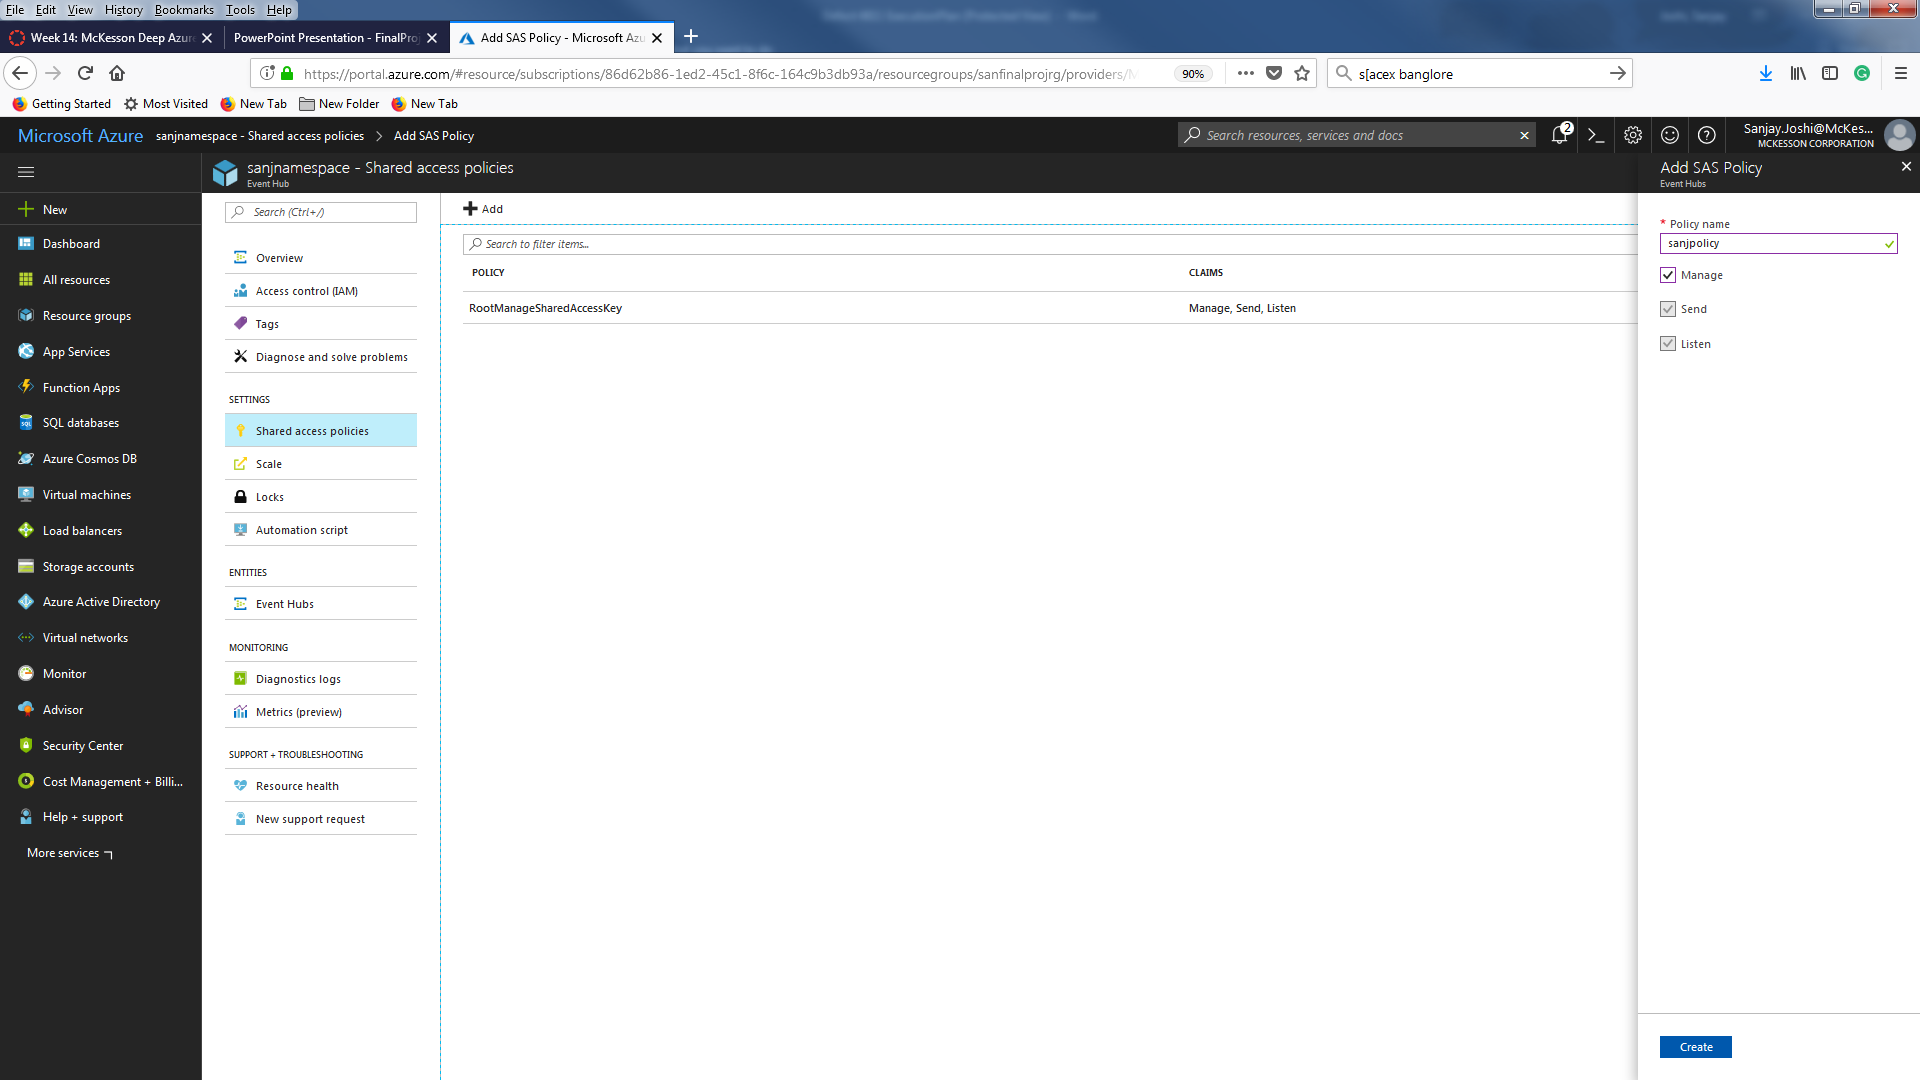 File Edit View History Bookmarks Tools Help
Week 14: McKesson Deep Azur
PowerPoint Presentation - FinalPro
Add SAS Policy - Microsoft Azu
https://portal.azure.com/#resource/subscriptions/86d62b86-1ed2-45c1-8f6c-164c9b3db93a/resourcegroups/sanfinalprojrg/providers/M
90%
s[acex banglore
Getting Started Most Visited New Tab New Folder New Tab
Microsoft Azure sanjnamespace - Shared access policies > Add SAS Policy
Search resources, services and docs
2
Sanjay.Joshi@McKes...
MCKESSON CORPORATION
New
Dashboard
All resources
Resource groups
App Services
Function Apps
SQL databases
Azure Cosmos DB
Virtual machines
Load balancers
Storage accounts
Azure Active Directory
Virtual networks
Monitor
Advisor
Security Center
Cost Management + Billi...
Help + support
More services
sanjnamespace - Shared access policies
Event Hub
Search (Ctrl+/)
Overview
Access control (IAM)
Tags
Diagnose and solve problems
SETTINGS
Shared access policies
Scale
Locks
Automation script
ENTITIES
Event Hubs
MONITORING
Diagnostics logs
Metrics (preview)
SUPPORT + TROUBLESHOOTING
Resource health
New support request
Add
Search to filter items...
POLICY CLAIMS
RootManageSharedAccessKey Manage, Send, Listen
Add SAS Policy
Event Hubs
* Policy name
sanjpolicy
Manage
Send
Listen
Create